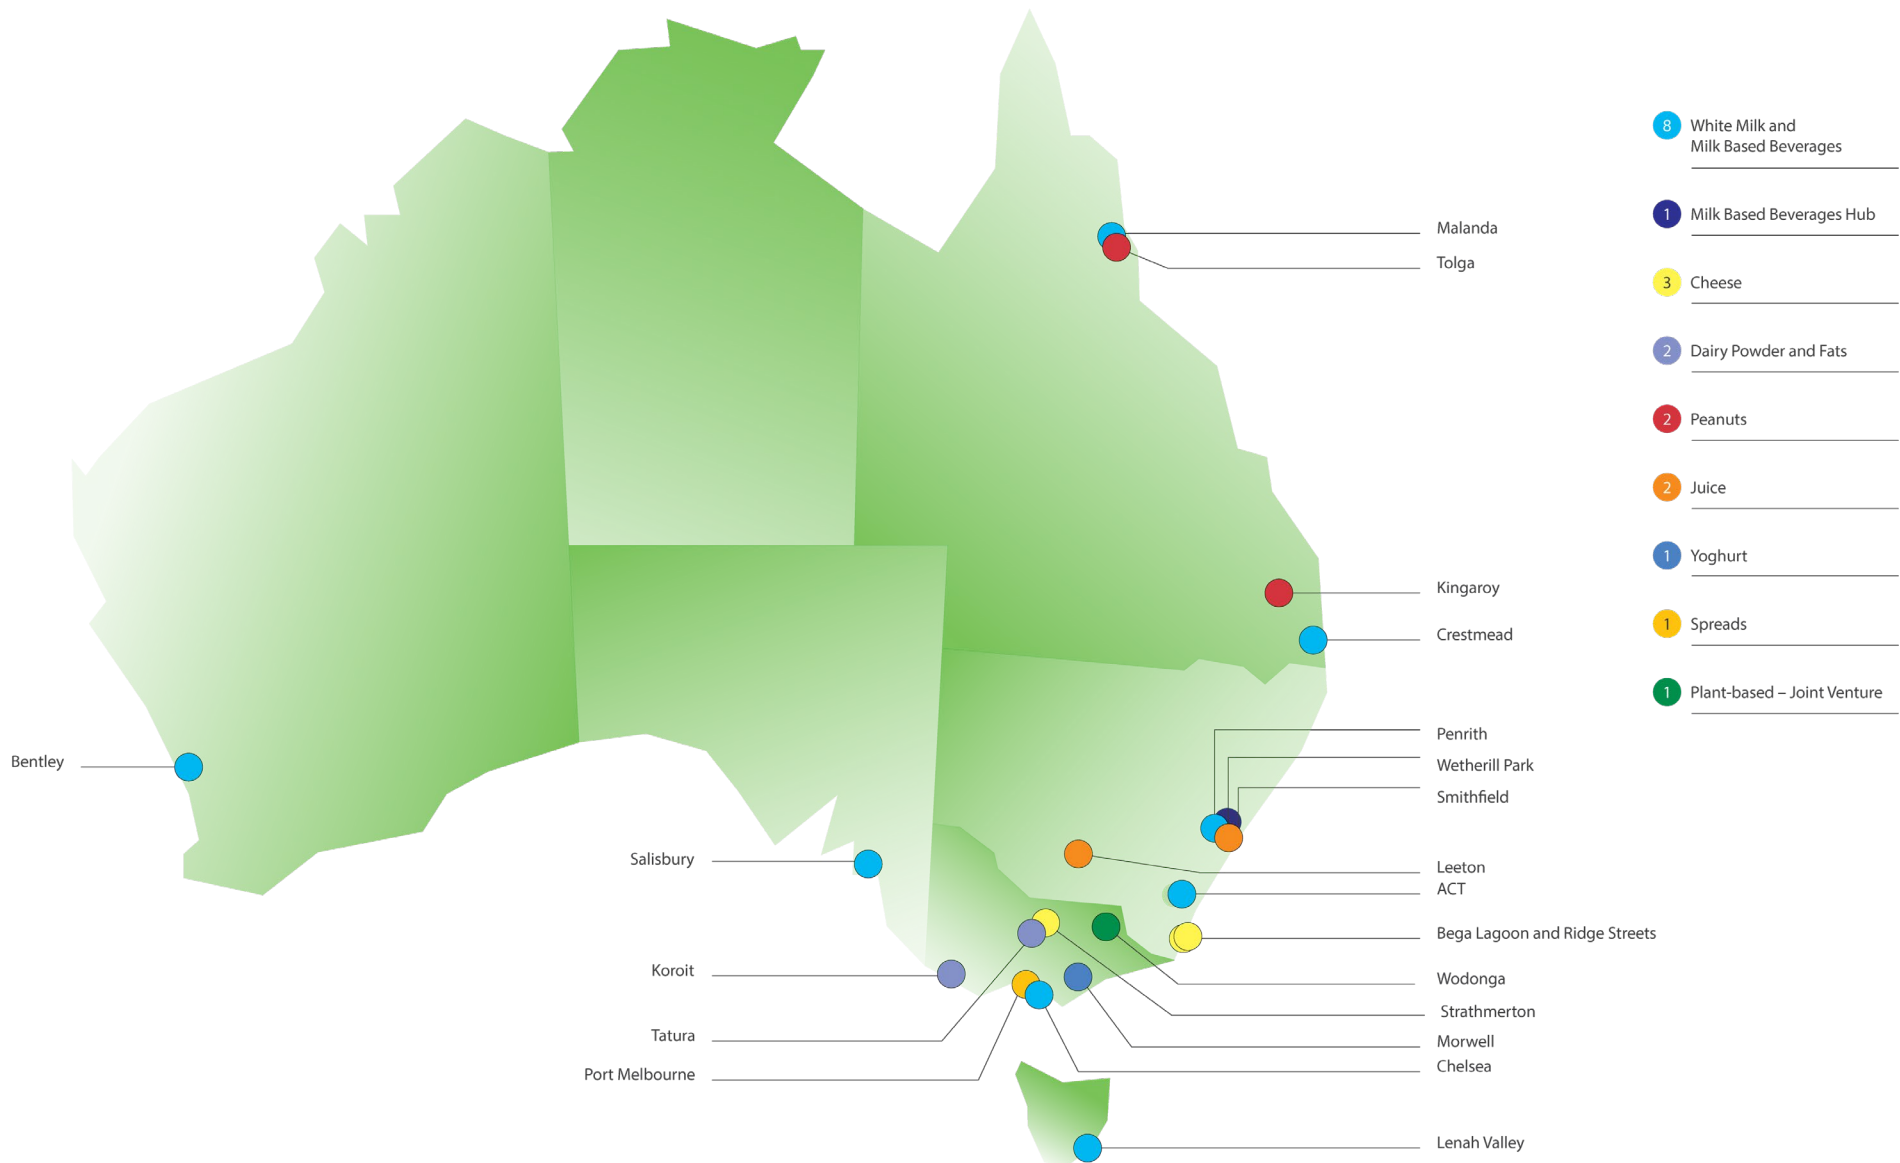 Malanda
Tolga
Kingaroy
Crestmead
Penrith
Wetherill Park
Smithfield
Leeton
ACT
Bega Lagoon and Ridge Streets
Wodonga
Strathmerton
Morwell
Chelsea
Lenah Valley
Bentley
Salisbury
Koroit
Tatura
Port Melbourne
8 White Milk and
Milk Based Beverages
1 Milk Based Beverages Hub
3 Cheese
2 Dairy Powder and Fats
2 Peanuts
2 Juice
1 Yoghurt
1 Spreads
1 Plant-based – Joint Venture